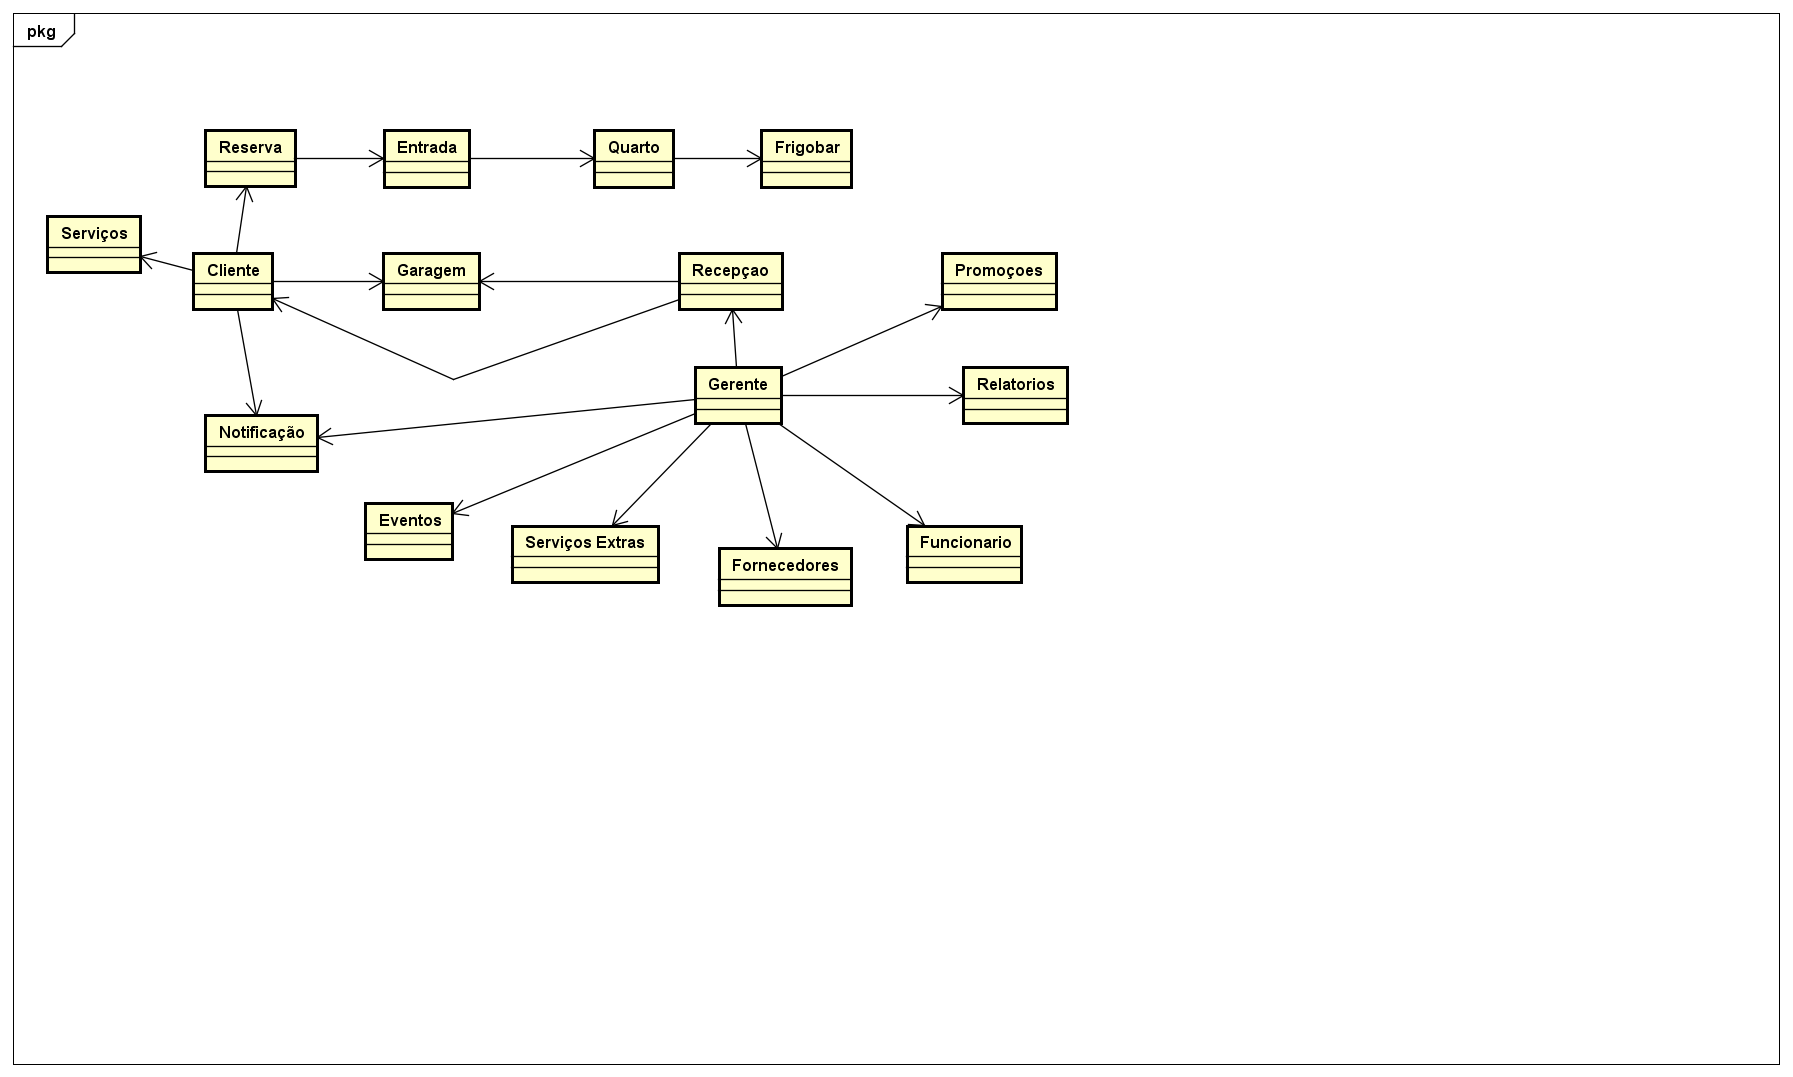 pkg
Reserva
Entrada
Quarto
Frigobar
Serviços
Cliente
Garagem
Recepçao
Promoçoes
Gerente
Relatorios
Notificação
Eventos
Serviços Extras
Fornecedores
Funcionario